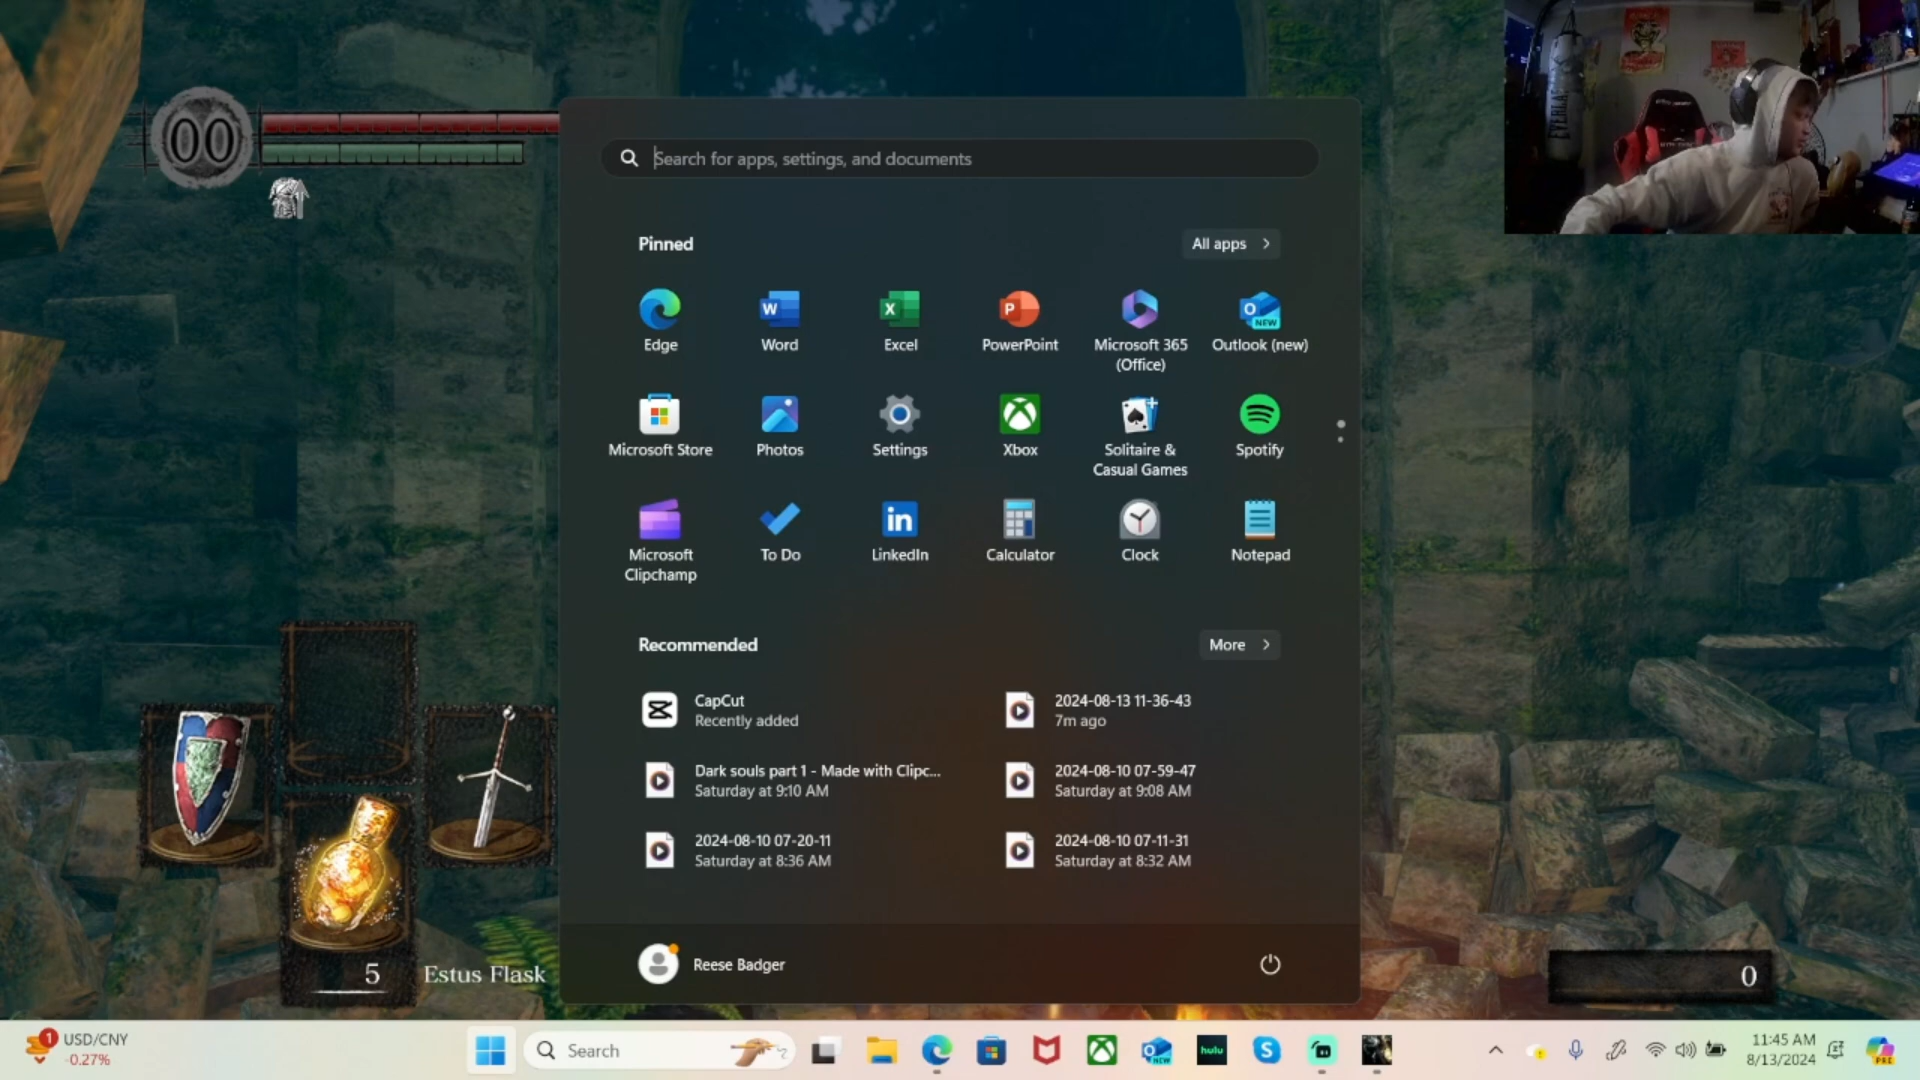 00
Search for apps, settings, and documents
Pinned
All apps
Edge
Word
Excel
PowerPoint
Microsoft 365
(Office)
Outlook (new)
Microsoft Store
Photos
Settings
Xbox
Solitaire &
Casual Games
Spotify
Microsoft
Clipchamp
To Do
LinkedIn
Calculator
Clock
Notepad
Recommended
More
CapCut
Recently added
2024-08-13 11-36-43
7m ago
Dark souls part 1 - Made with Clipc...
Saturday at 9:10 AM
2024-08-10 07-59-47
Saturday at 9:08 AM
2024-08-10 07-20-11
Saturday at 8:36 AM
2024-08-10 07-11-31
Saturday at 8:32 AM
Reese Badger
5
Estus Flask
0
EVERLAST
1
USD/CNY
-0.27%
Search
hulu
11:45 AM
8/13/2024